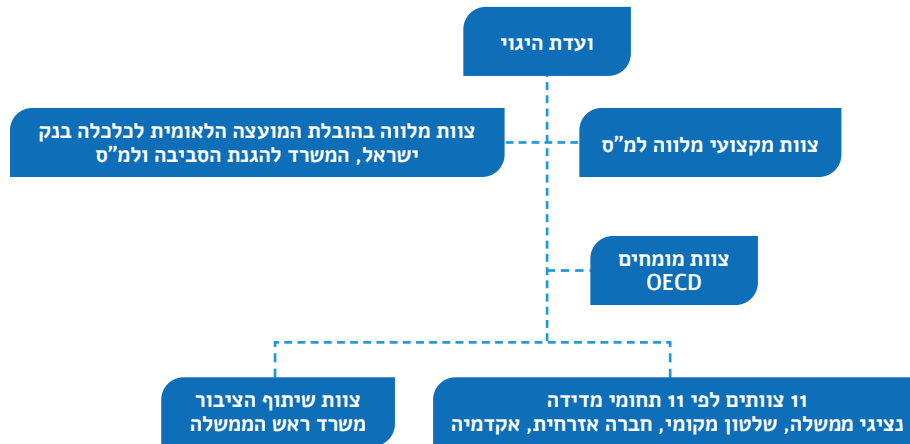 ועדת היגוי
צוות מקצועי מלווה למ"ס
צוות מלווה בהובלת המועצה הלאומית לכלכלה בנק
ישראל, המשרד להגנת הסביבה ולמ"ס
צוות מומחים
OECD
11 צוותים לפי 11 תחומי מדידה
נציגי ממשלה, שלטון מקומי, חברה אזרחית, אקדמיה
צוות שיתוף הציבור
משרד ראש הממשלה